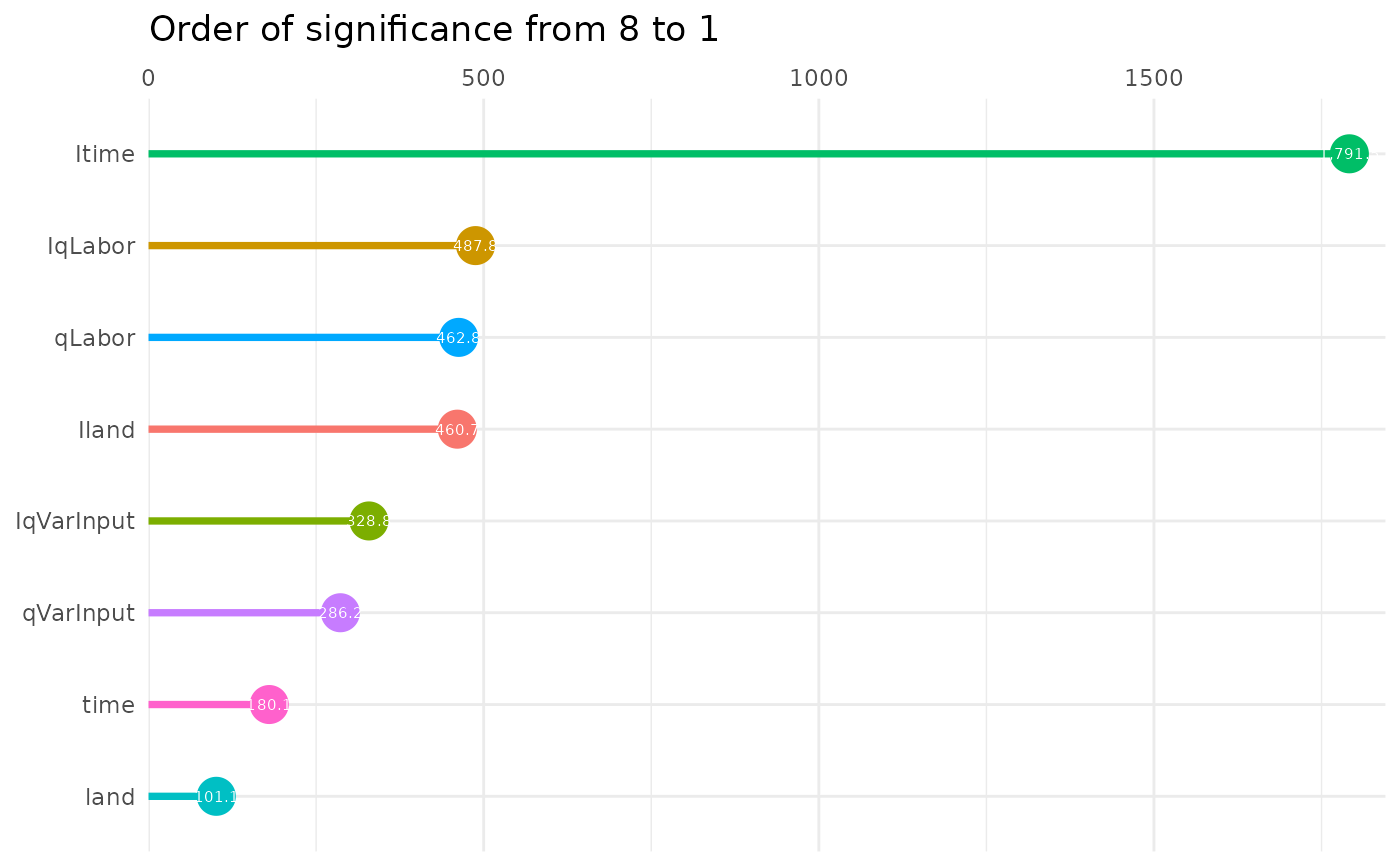 Order of significance from 8 to 1
0 500 1000 1500
ltime
lqLabor 487.8
qLabor 462.8
lland 460.7
lqVarInput 328.8
qVarInput 286.2
time 180.1
land 101.1